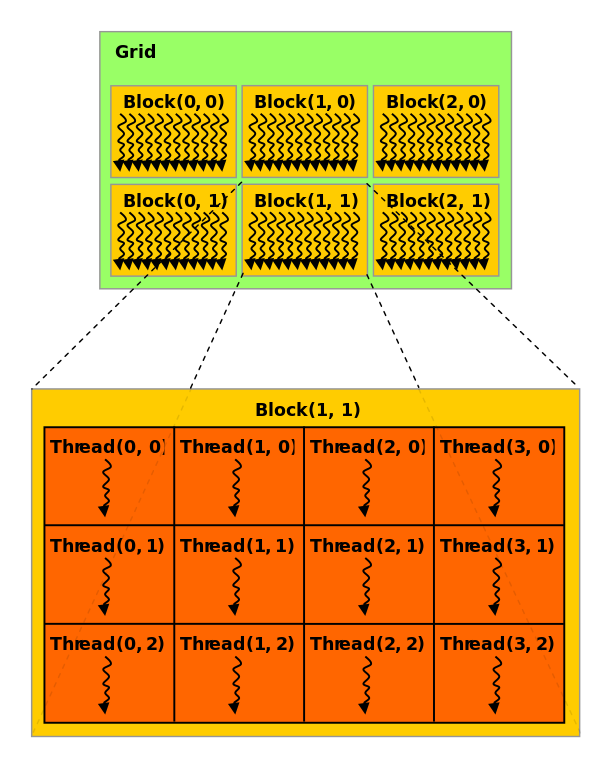 Grid
Block(0, 0) Block(1, 0) Block(2, 0)
Block(0, 1) Block(1, 1) Block(2, 1)
Block(1, 1)
Thread(0, 0) Thread(1, 0) Thread(2, 0) Thread(3, 0)
Thread(0, 1) Thread(1, 1) Thread(2, 1) Thread(3, 1)
Thread(0, 2) Thread(1, 2) Thread(2, 2) Thread(3, 2)